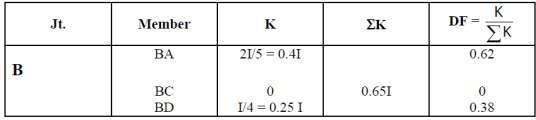 Jt. Member K ΣK DF = K / ∑K
BA 2I/5 = 0.4I 0.62
B
BC 0 0.65I 0
BD I/4 = 0.25 I 0.38